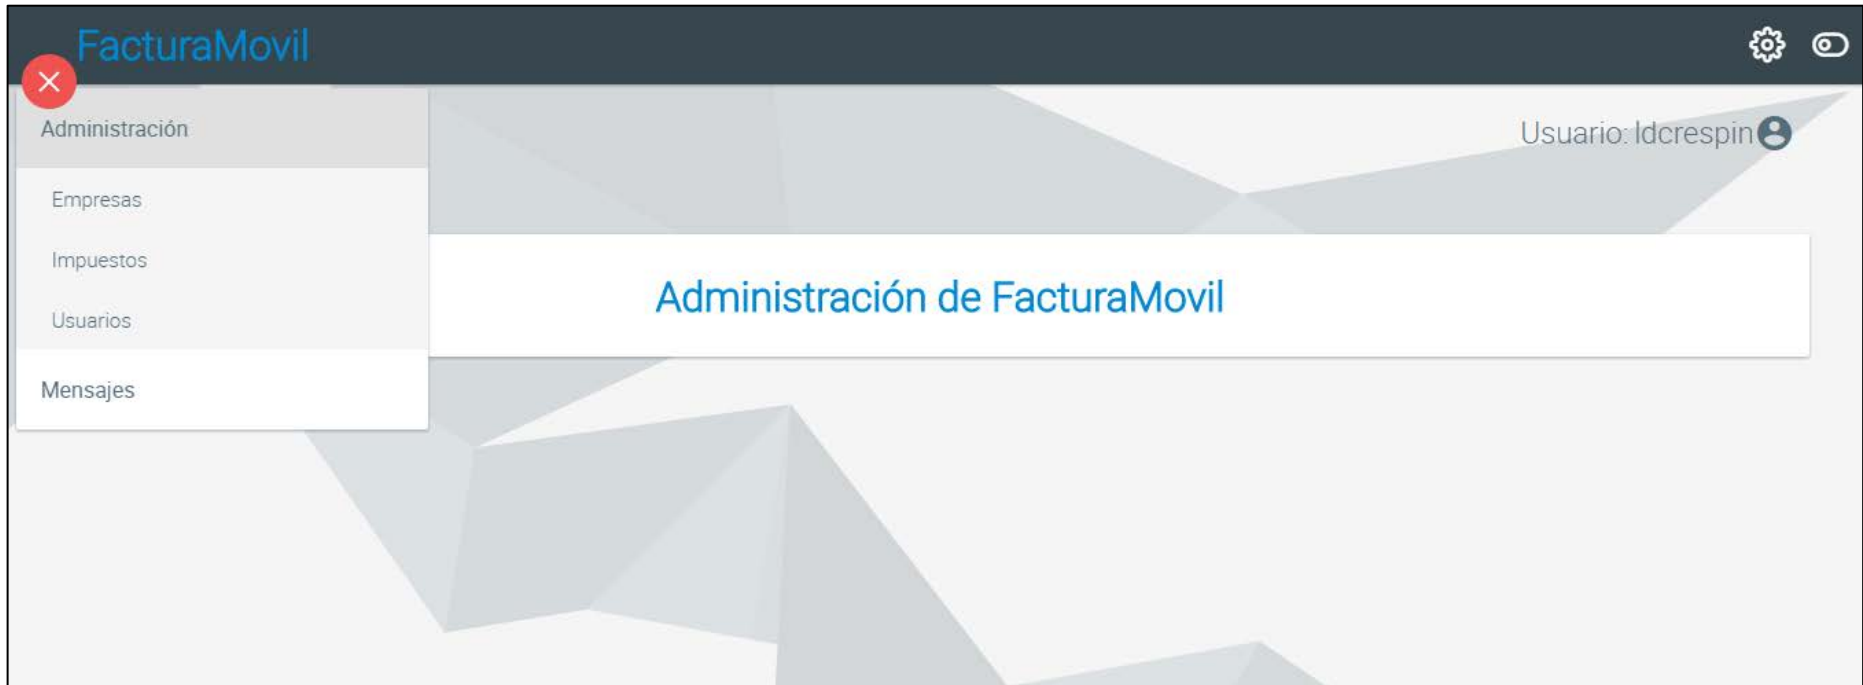 FacturaMovil
Administración
Usuario: ldcrespin
Empresas
Impuestos
Administración de FacturaMovil
Usuarios
Mensajes